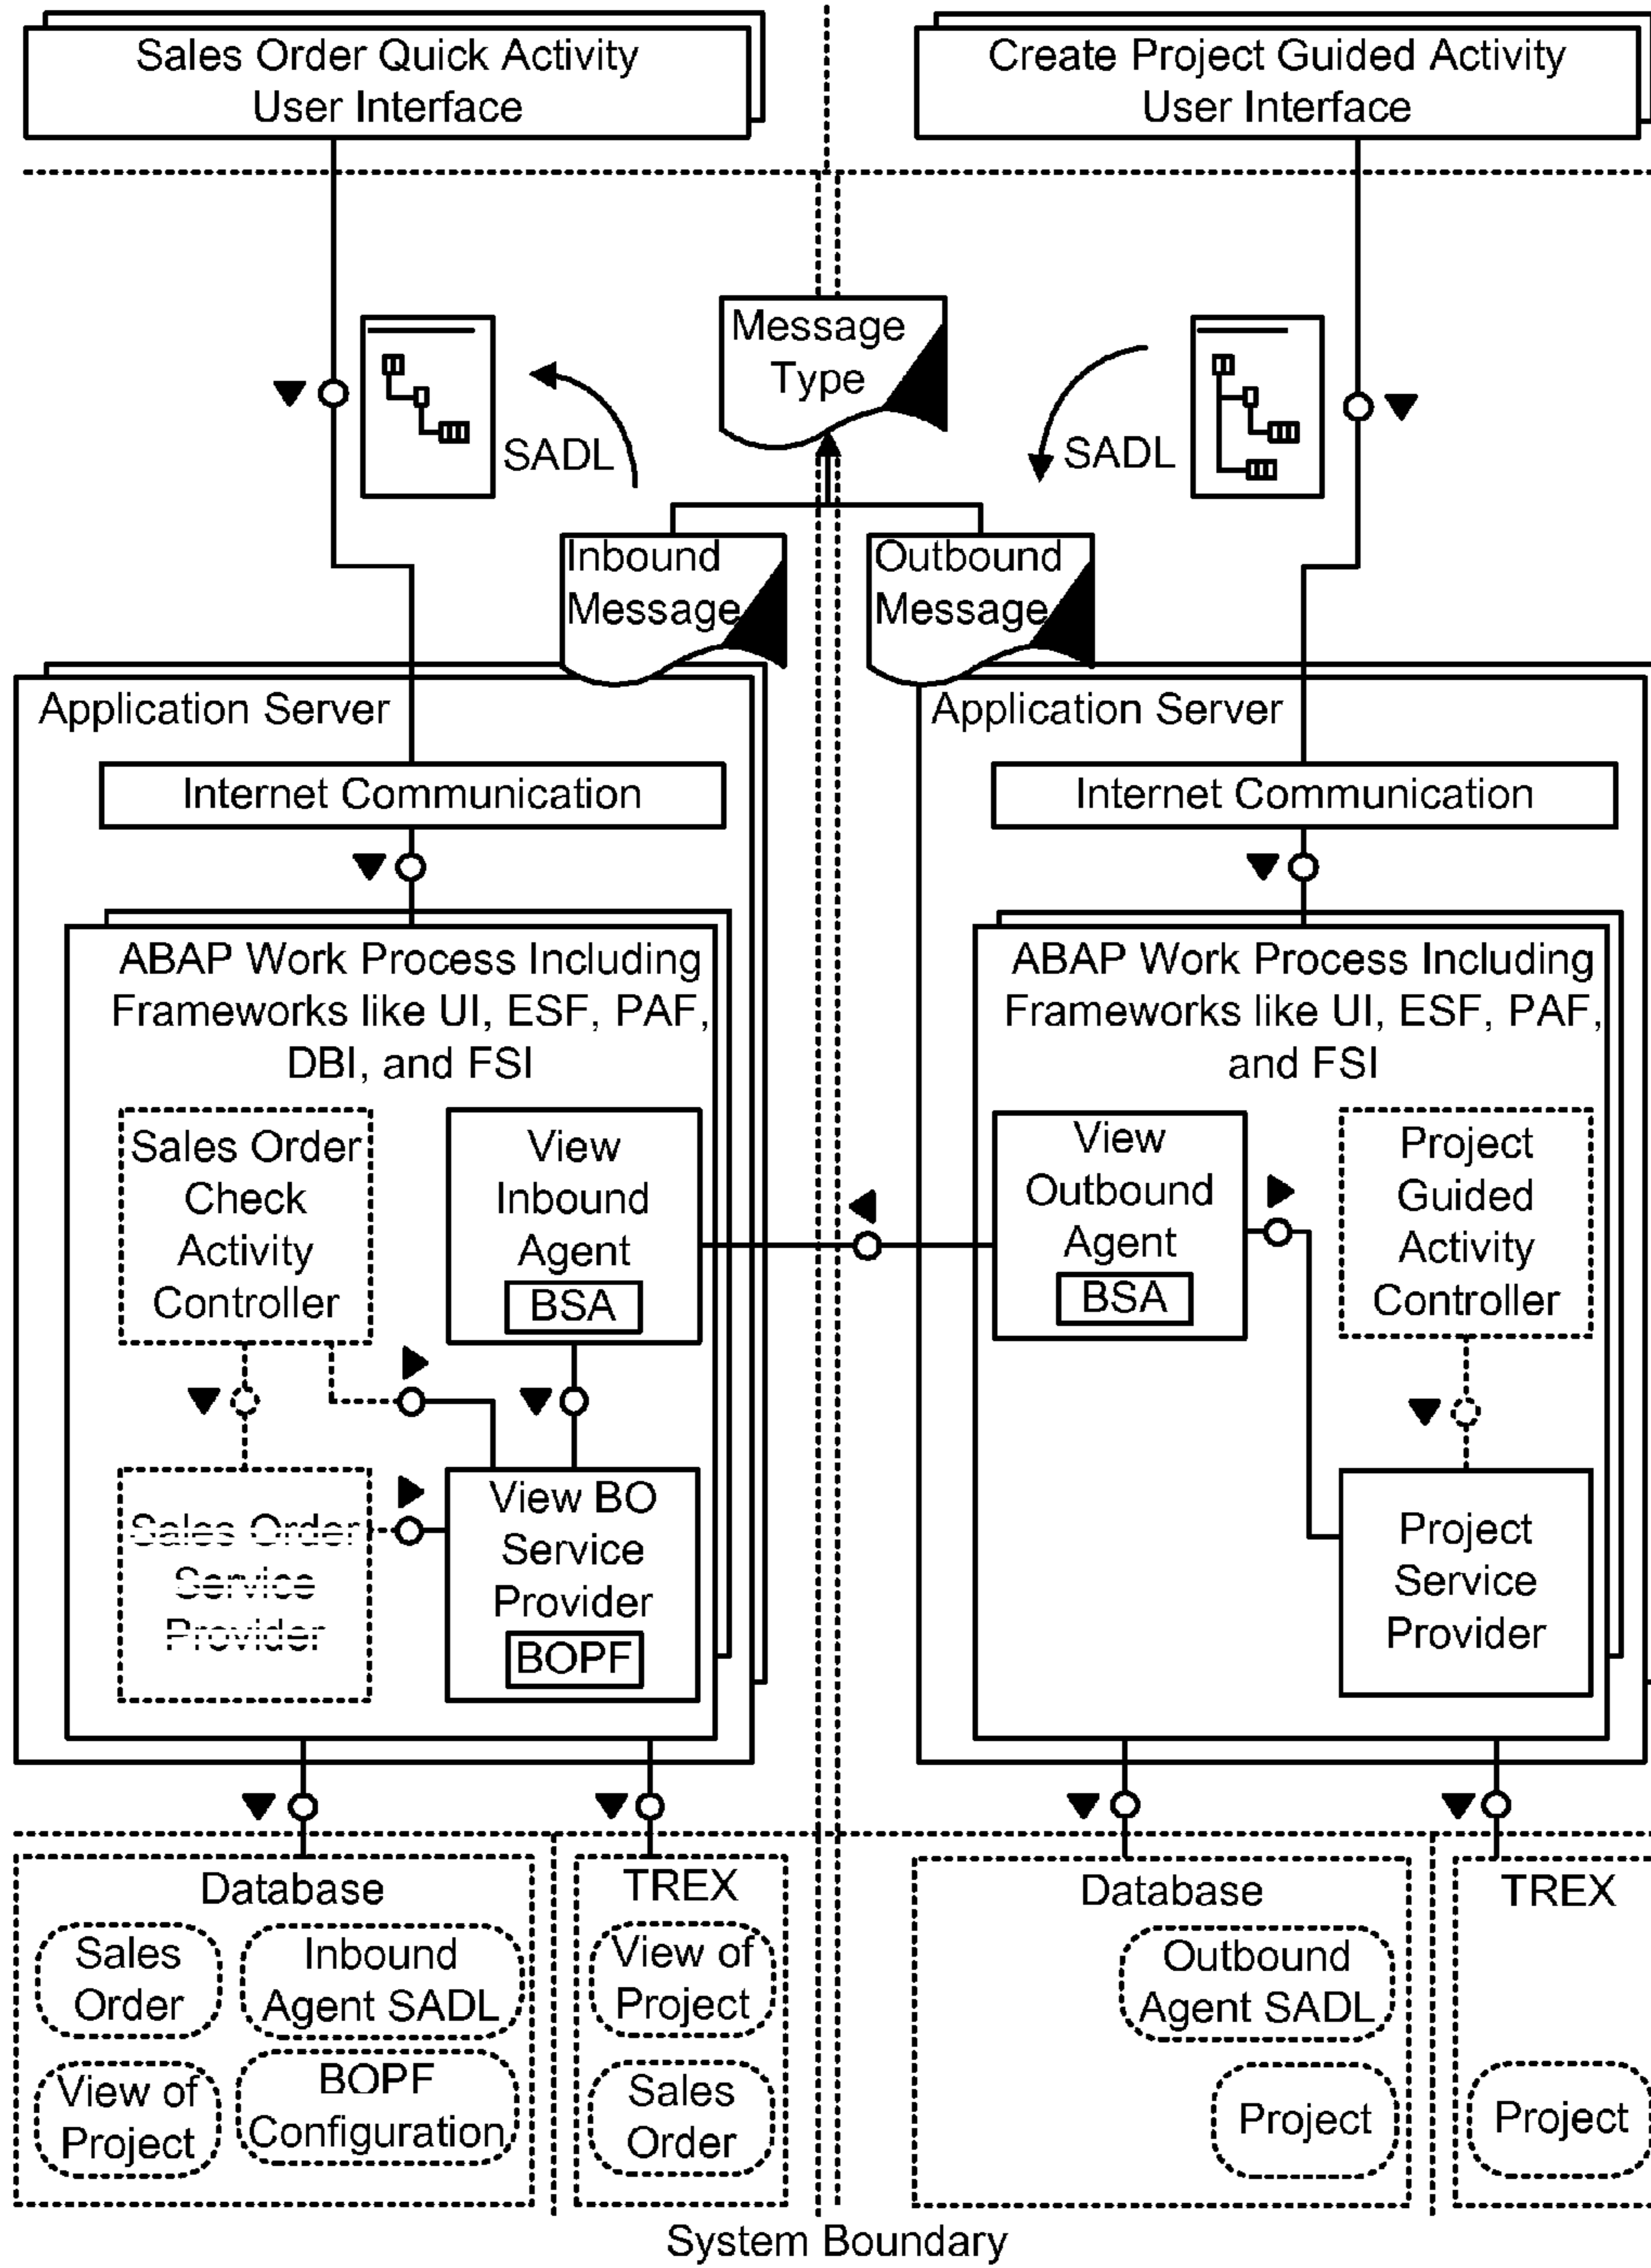 Sales Order Quick Activity
User Interface
Create Project Guided Activity
User Interface
Message
Type
SADL
SADL
Inbound
Message
Outbound
Message
Application Server
Internet Communication
ABAP Work Process Including
Frameworks like UI, ESF, PAF,
DBI, and FSI
Sales Order
Check
Activity
Controller
View
Inbound
Agent
BSA
Sales Order
Service
Provider
View BO
Service
Provider
BOPF
Application Server
Internet Communication
ABAP Work Process Including
Frameworks like UI, ESF, PAF,
and FSI
View
Outbound
Agent
BSA
Project
Guided
Activity
Controller
Project
Service
Provider
Database
Sales
Order
Inbound
Agent SADL
View of
Project
BOPF
Configuration
TREX
View of
Project
Sales
Order
Database
Outbound
Agent SADL
Project
TREX
Project
System Boundary